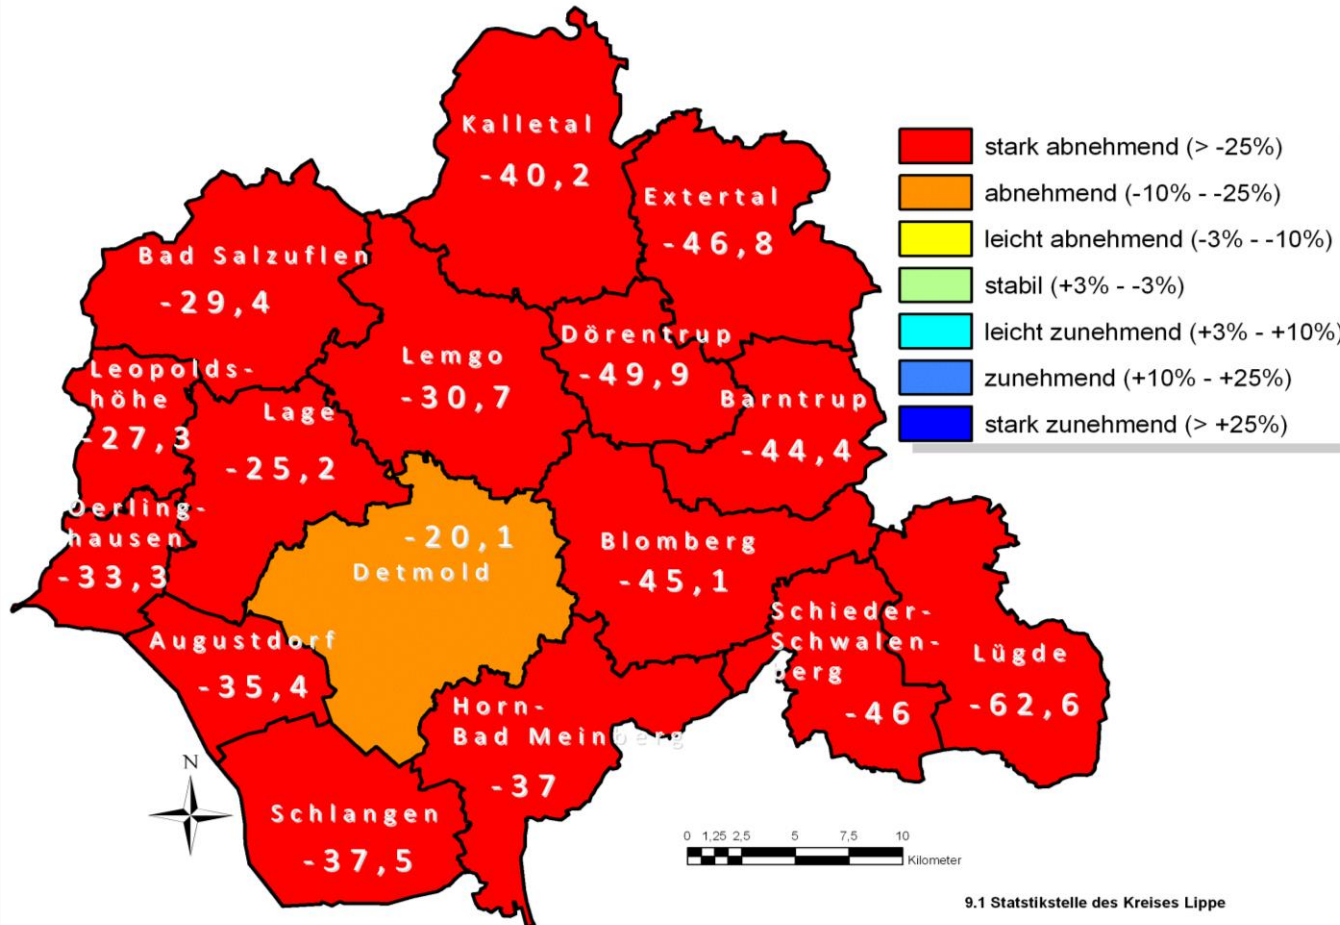 Kalletal
-40,2
Extertal
-46,8
Bad Salzuflen
-29,4
Dörentrup
-49,9
Lemgo
-30,7
Leopolds-
höhe
-27,3
Lage
-25,2
Barntrup
-44,4
Oerling-
hausen
-33,3
-20,1
Detmold
Blomberg
-45,1
Schieder-
Schwalen-
berg
-46
Lügde
-62,6
Augustdorf
-35,4
Horn-
Bad Meinberg
-37
Schlangen
-37,5
stark abnehmend (> -25%)
abnehmend (-10% - -25%)
leicht abnehmend (-3% - -10%)
stabil (+3% - -3%)
leicht zunehmend (+3% - +10%)
zunehmend (+10% - +25%)
stark zunehmend (> +25%)
N
0 1,25 2,5 5 7,5 10
Kilometer
9.1 Statstikstelle des Kreises Lippe